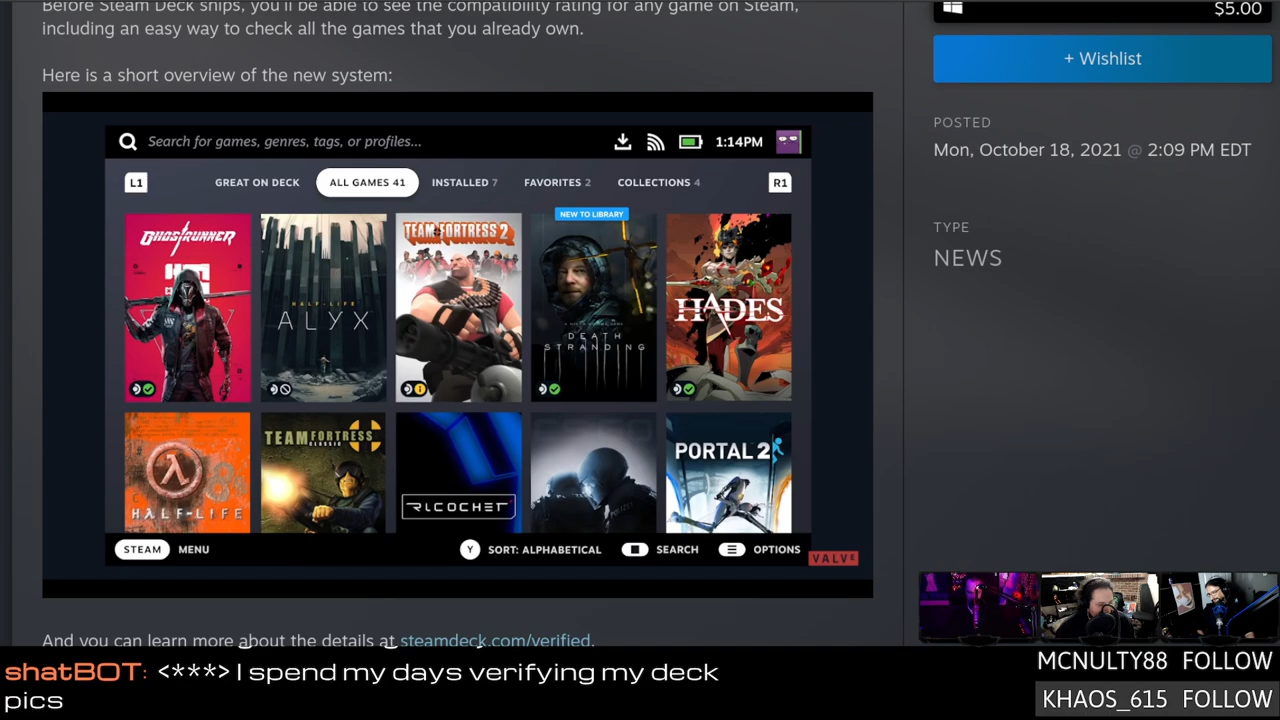 Before Steam Deck ships, you'll be able to see the compatibility rating for any game on Steam,
including an easy way to check all the games that you already own.
Here is a short overview of the new system:
Search for games, genres, tags, or profiles...
1:14PM
L1
GREAT ON DECK
ALL GAMES 41
INSTALLED 7
FAVORITES 2
COLLECTIONS 4
R1
GHOSTRUNNER
HALF-LIFE
ALYX
TEAM FORTRESS 2
NEW TO LIBRARY
DEATH
STRANDING
HADES
HALF-LIFE
TEAM FORTRESS
CLASSIC
RICOCHET
PORTAL 2
STEAM MENU
Y SORT: ALPHABETICAL
SEARCH
OPTIONS
VALVE
And you can learn more about the details at steamdeck.com/verified.
$5.00
+ Wishlist
POSTED
Mon, October 18, 2021 @ 2:09 PM EDT
TYPE
NEWS
shatBOT: <***> I spend my days verifying my deck
pics
MCNULTY88 FOLLOW
KHAOS_615 FOLLOW